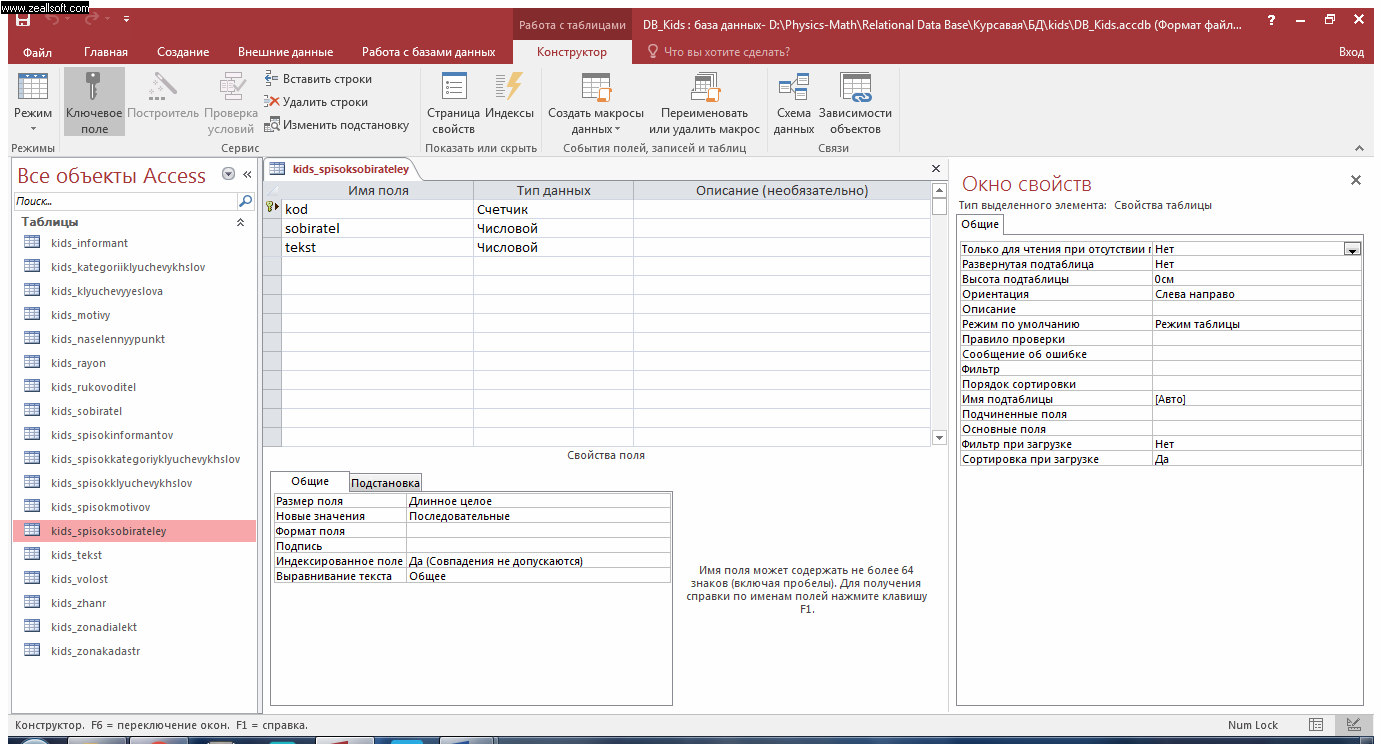 www.zeallsoft.com
Работа с таблицами
DB_Kids : база данных- D:\Physics-Math\Relational Data Base\Курсавая\БД\kids\DB_Kids.accdb (Формат файл...
?
Файл
Главная
Создание
Внешние данные
Работа с базами данных
Конструктор
Что вы хотите сделать?
Вход
Режим
Ключевое поле
Построитель
Проверка условий
Вставить строки
Удалить строки
Изменить подстановку
Страница свойств
Индексы
Создать макросы данных
Переименовать или удалить макрос
Схема данных
Зависимости объектов
Режимы
Сервис
Показать или скрыть
События полей, записей и таблиц
Связи
Все объекты Access
Поиск...
Таблицы
kids_informant
kids_kategoriiklyuchevykhslov
kids_klyuchevyyeslova
kids_motivy
kids_naselennyypunkt
kids_rayon
kids_rukovoditel
kids_sobiratel
kids_spisokinformantov
kids_spisokkategoriyklyuchevykhslov
kids_spisokklyuchevykhslov
kids_spisokmotivov
kids_spisoksobirateley
kids_tekst
kids_volost
kids_zhanr
kids_zonadialekt
kids_zonakadastr
kids_spisoksobirateley
Имя поля Тип данных Описание (необязательно)
kod Счетчик
sobiratel Числовой
tekst Числовой
Свойства поля
Общие Подстановка
Размер поля Длинное целое
Новые значения Последовательные
Формат поля
Подпись
Индексированное поле Да (Совпадения не допускаются)
Выравнивание текста Общее
Имя поля может содержать не более 64
знаков (включая пробелы). Для получения
справки по именам полей нажмите клавишу
F1.
Окно свойств
Тип выделенного элемента: Свойства таблицы
Общие
Только для чтения при отсутствии Нет
Развернутая подтаблица Нет
Высота подтаблицы 0см
Ориентация Слева направо
Описание
Режим по умолчанию Режим таблицы
Правило проверки
Сообщение об ошибке
Фильтр
Порядок сортировки
Имя подтаблицы [Авто]
Подчиненные поля
Основные поля
Фильтр при загрузке Нет
Сортировка при загрузке Да
Конструктор. F6 = переключение окон. F1 = справка.
Num Lock